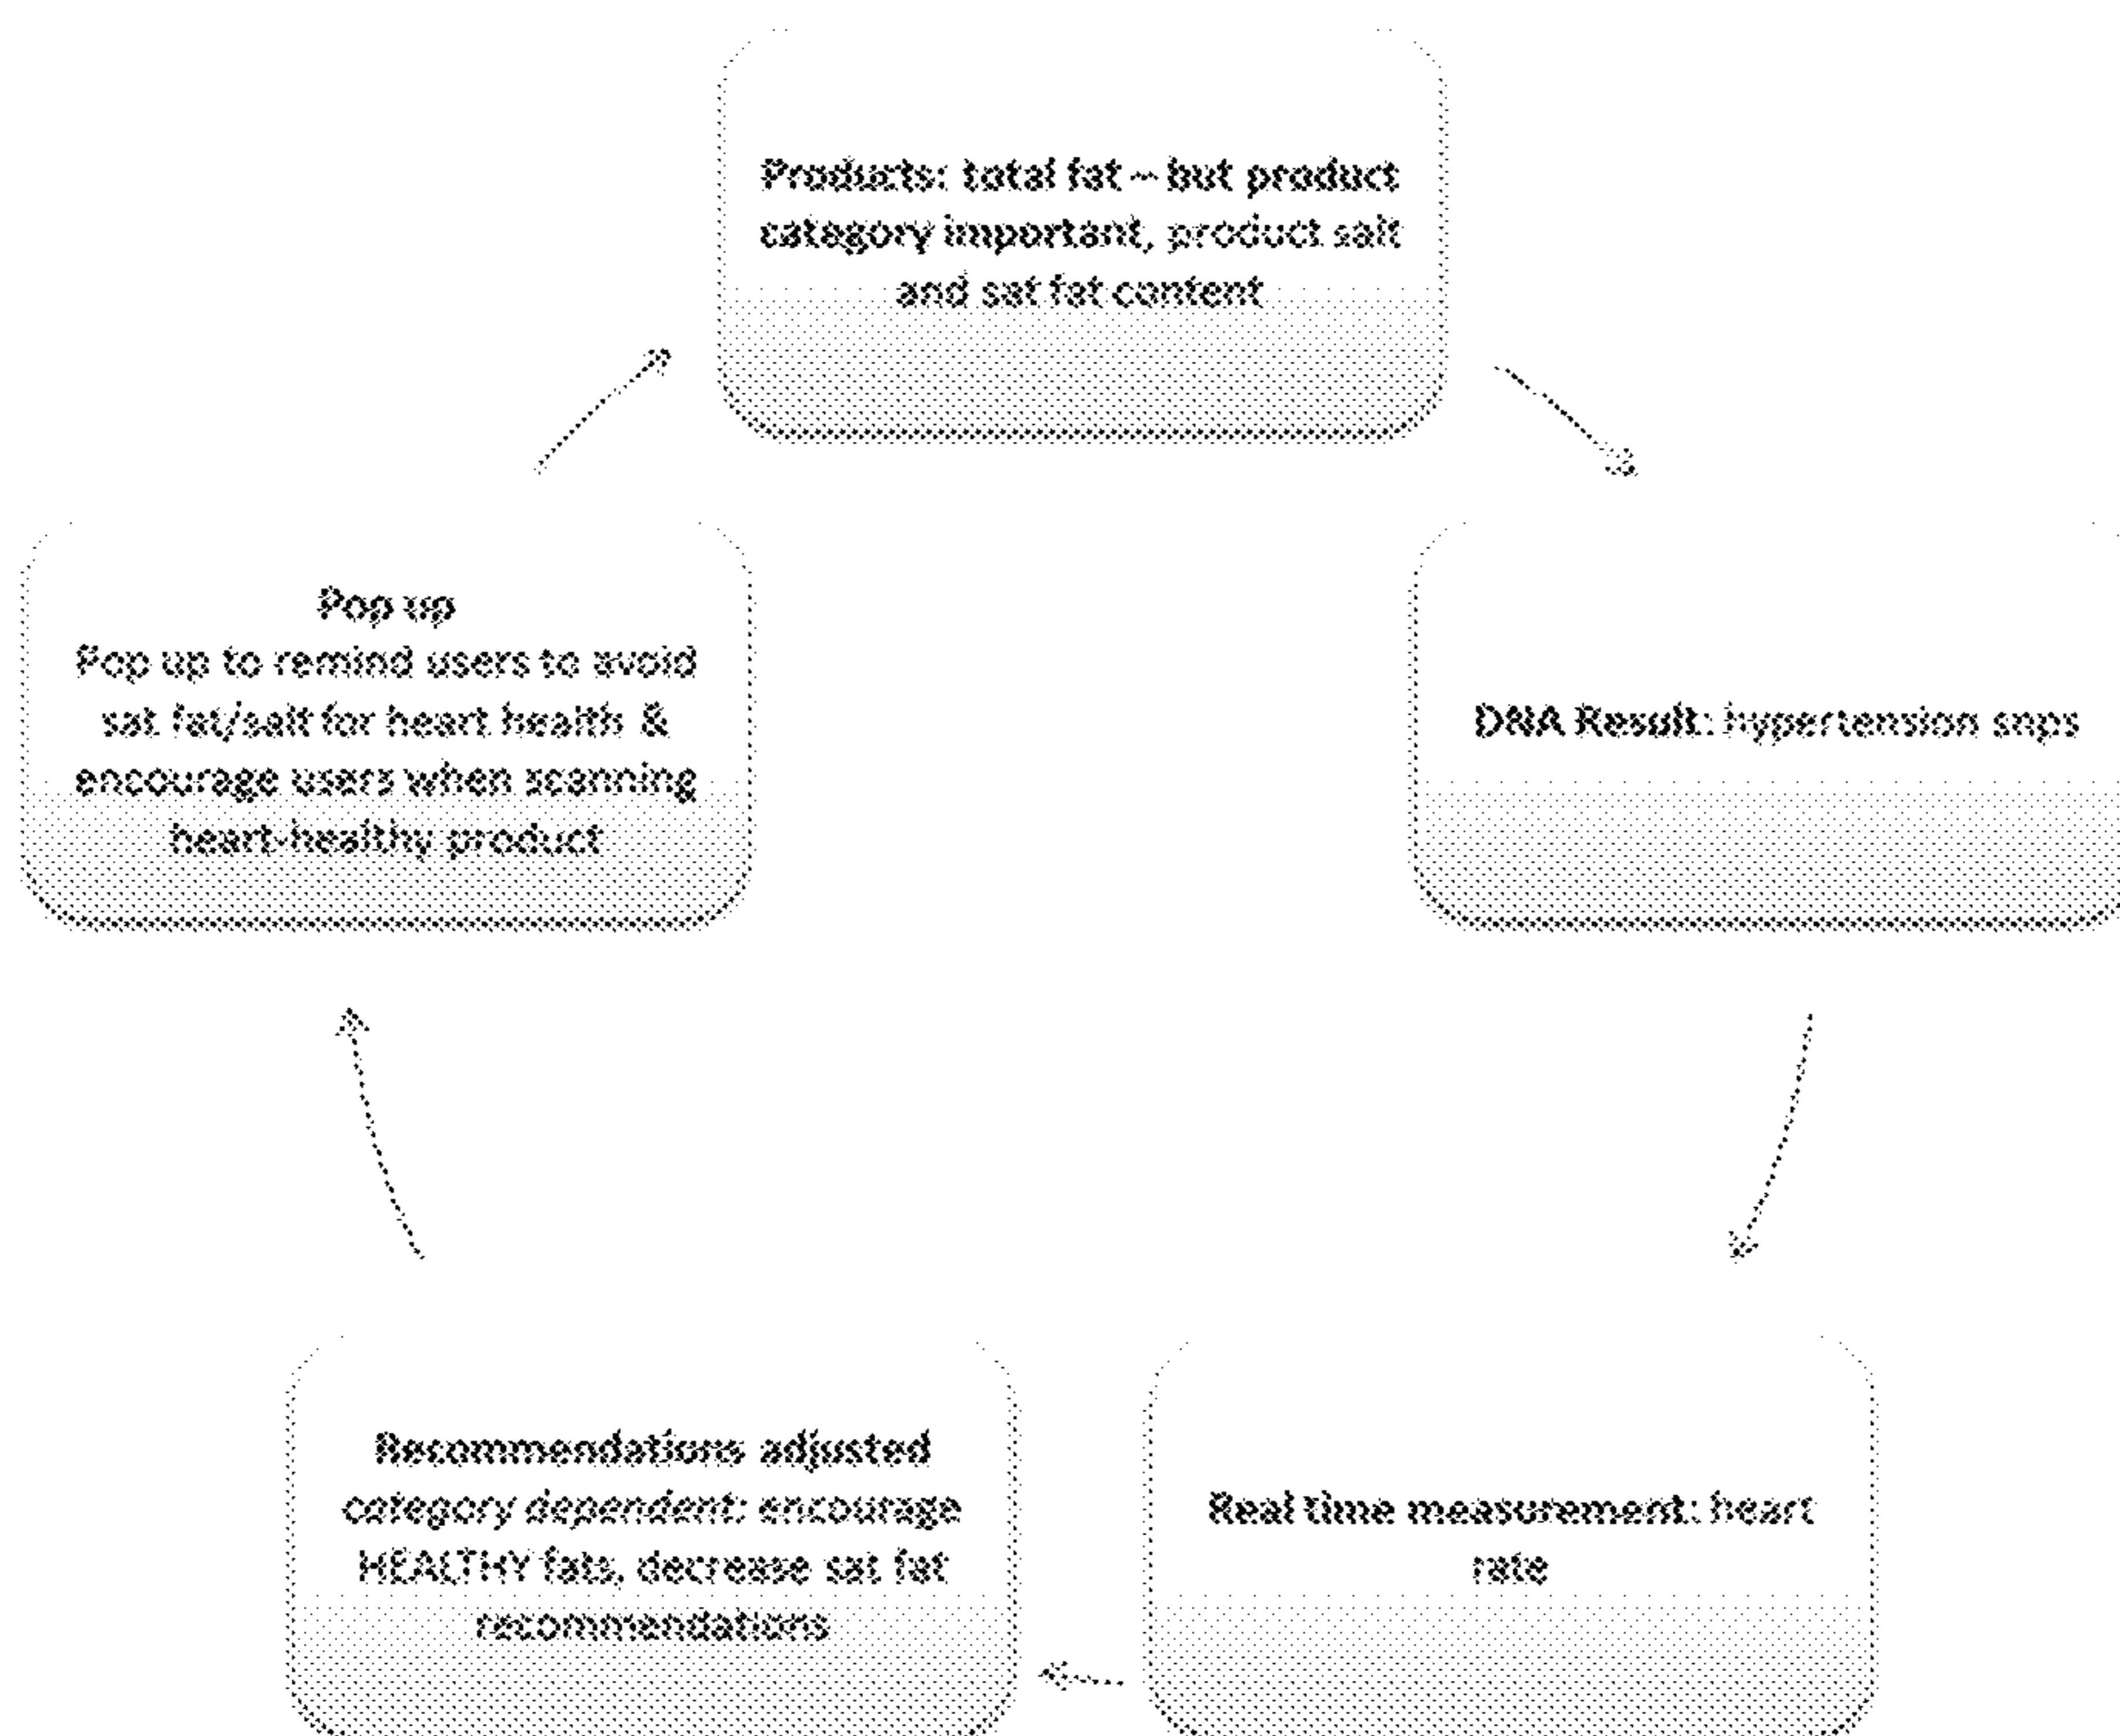 Products: total fat – but product
category important, product salt
and sat fat content
Pop up
Pop up to remind users to avoid
sat fat/salt for heart health &
encourage users when scanning
heart-healthy product
DNA Result: hypertension snps
Recommendations adjusted
category dependent: encourage
HEALTHY fats, decrease sat fat
recommendations
Real time measurement: heart
rate